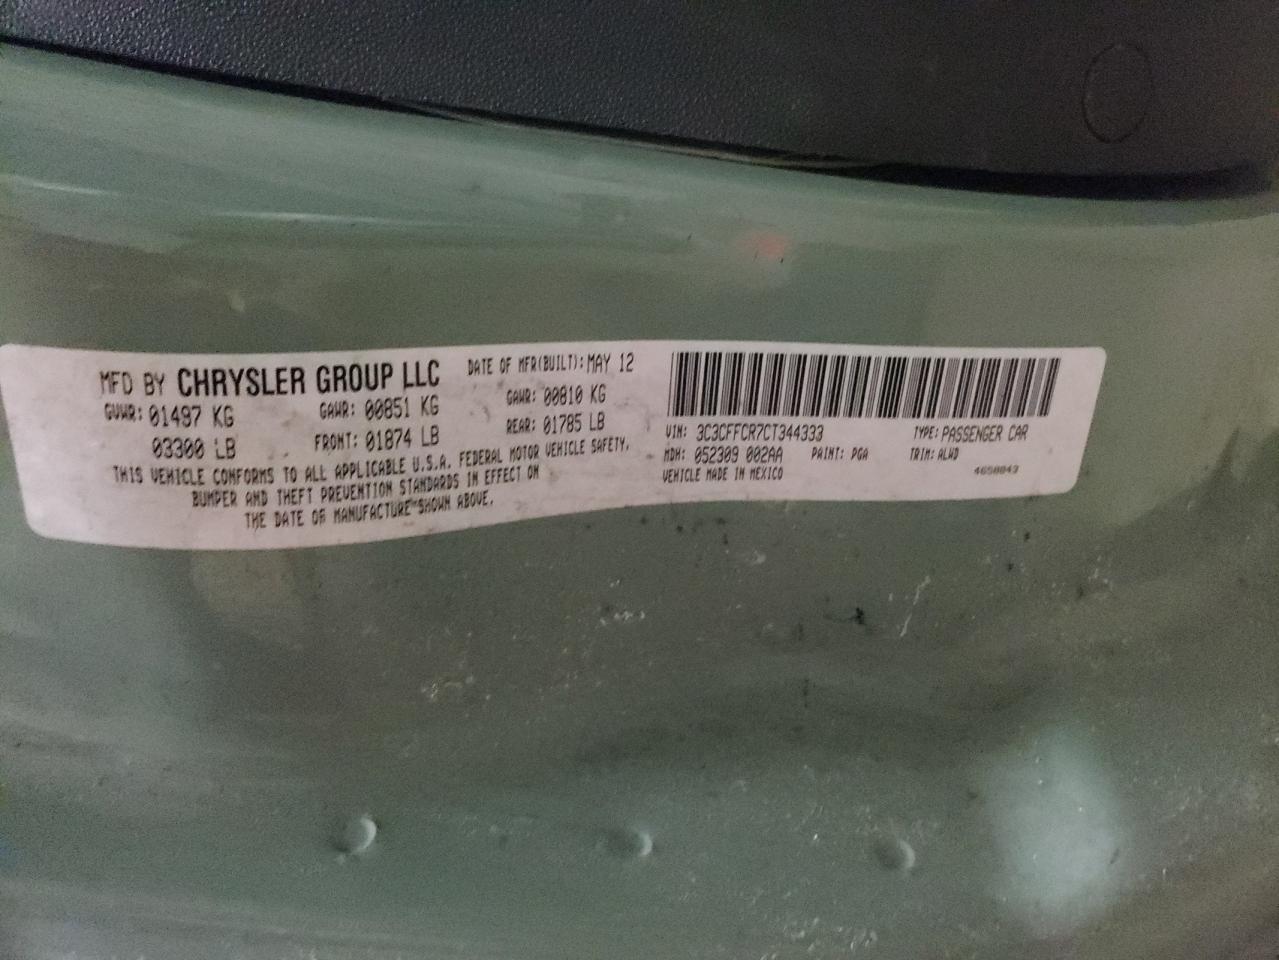 MFD BY CHRYSLER GROUP LLC
DATE OF MFR(BUILT): MAY 12
GVWR: 01497 KG
GAWR: 00851 KG
GAWR: 00810 KG
03300 LB
FRONT: 01874 LB
REAR: 01785 LB
THIS VEHICLE CONFORMS TO ALL APPLICABLE U.S.A. FEDERAL MOTOR VEHICLE SAFETY,
BUMPER AND THEFT PREVENTION STANDARDS IN EFFECT ON
THE DATE OF MANUFACTURE SHOWN ABOVE.
VIN: 3C3CFFCR7CT344333
TYPE: PASSENGER CAR
MDH: 052309 002AA
PAINT: PGA
TRIM: ALWD
VEHICLE MADE IN MEXICO